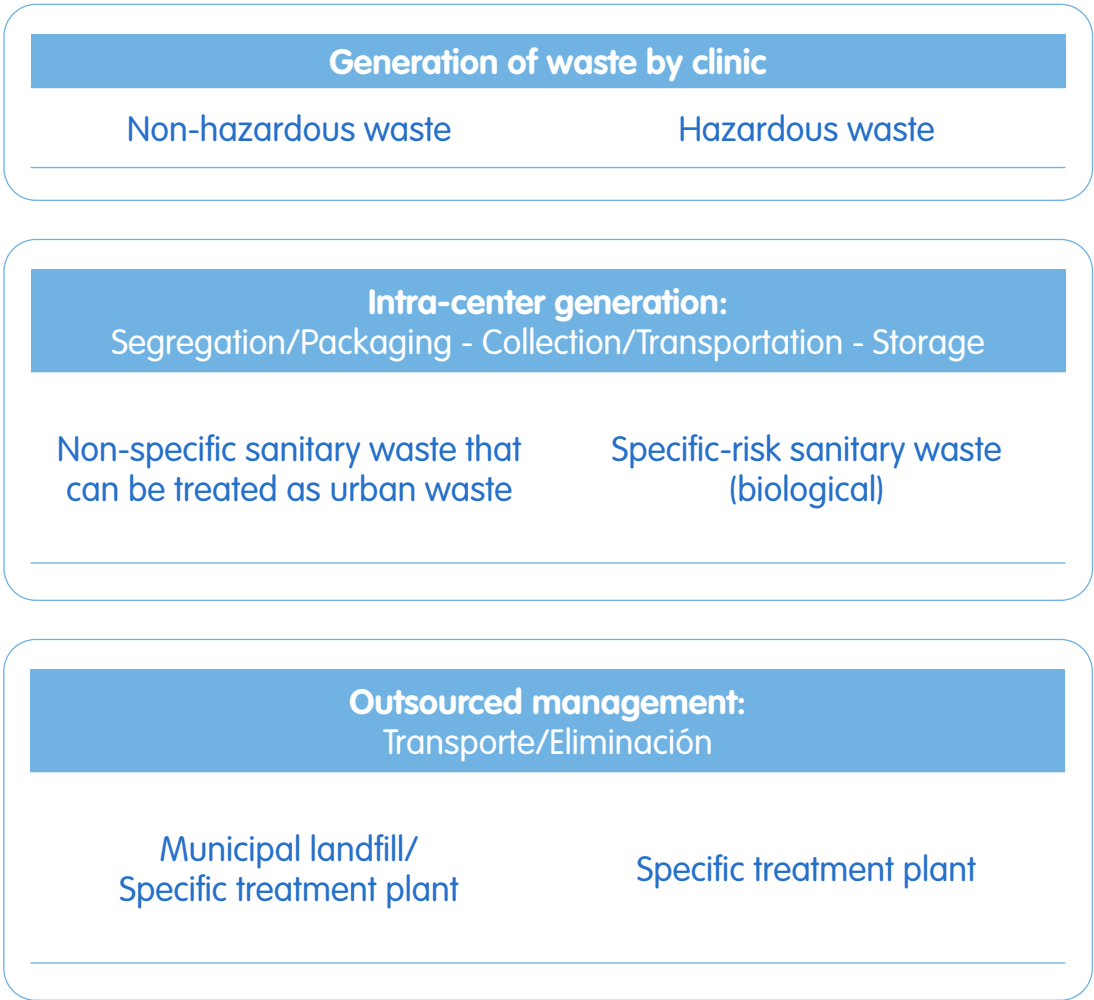 Generation of waste by clinic
Non-hazardous waste
Hazardous waste
Intra-center generation:
Segregation/Packaging - Collection/Transportation - Storage
Non-specific sanitary waste that
can be treated as urban waste
Specific-risk sanitary waste
(biological)
Outsourced management:
Transporte/Eliminación
Municipal landfill/
Specific treatment plant
Specific treatment plant